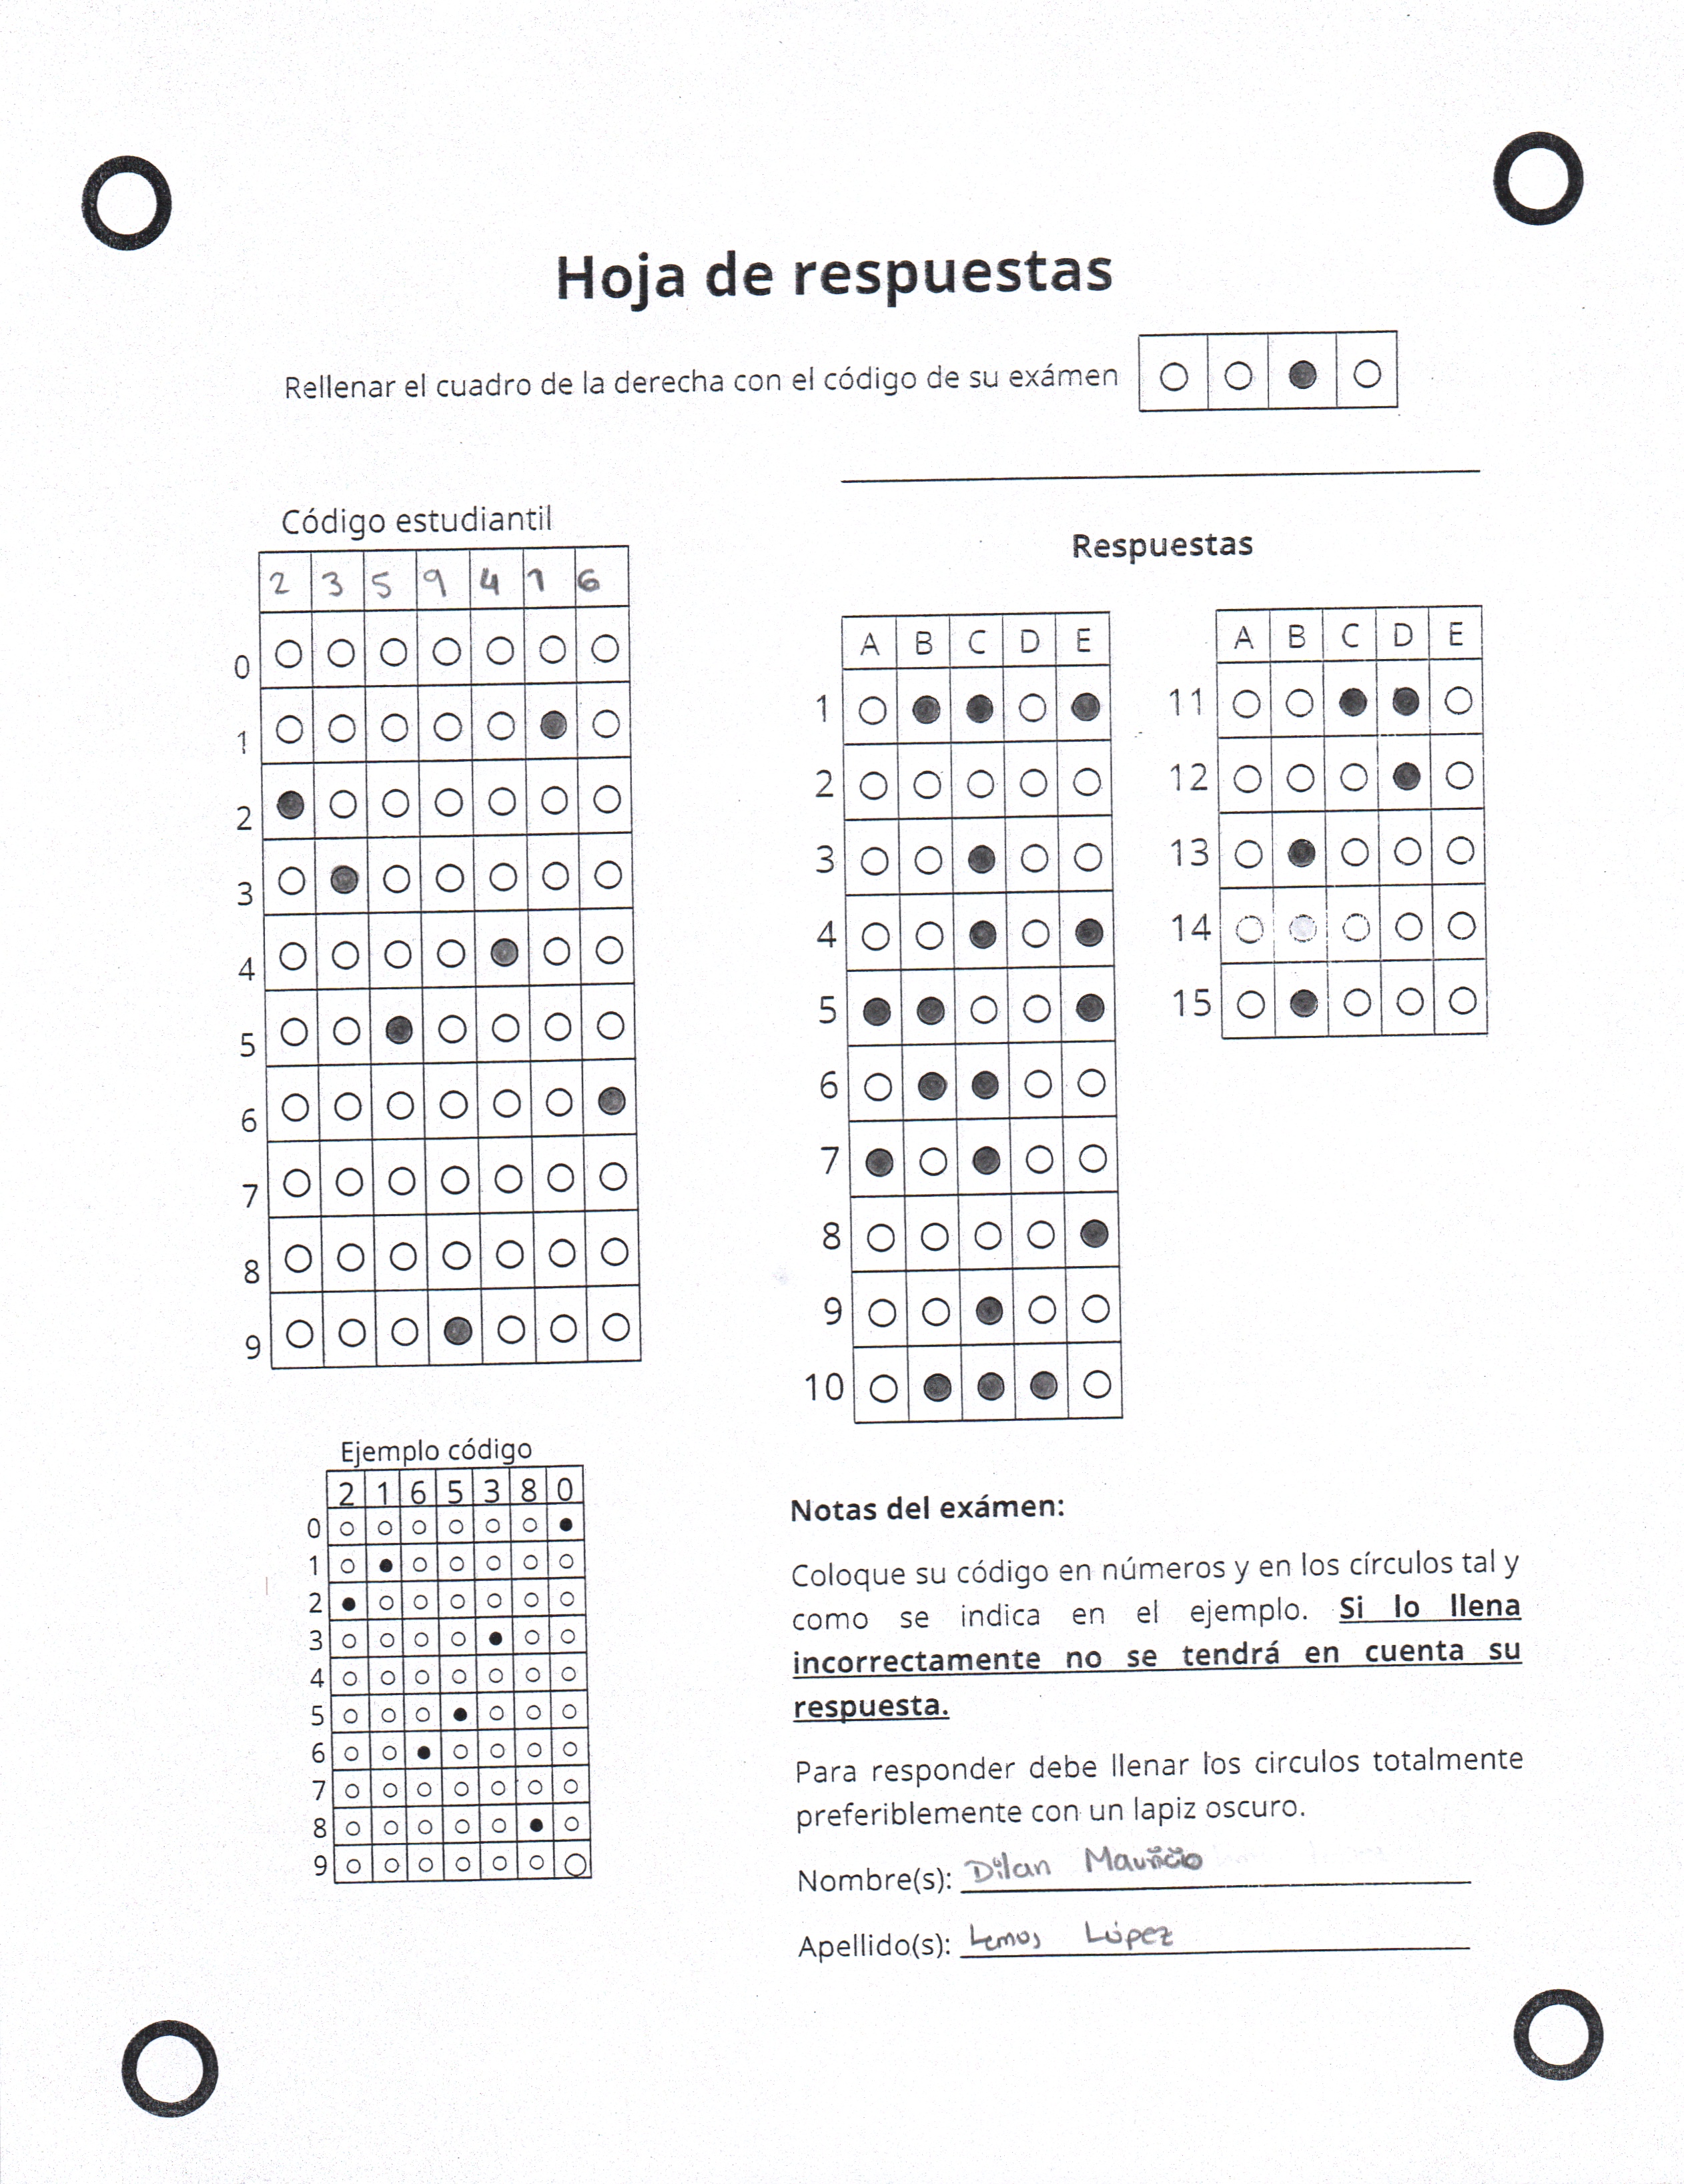 Hoja de respuestas
Rellenar el cuadro de la derecha con el código de su exámen
Código estudiantil
2 3 5 9 4 1 6
0
1
2
3
4
5
6
7
8
9
Respuestas
A B C D E
1
2
3
4
5
6
7
8
9
10
A B C D E
11
12
13
14
15
Ejemplo código
2 1 6 5 3 8 0
0
1
2
3
4
5
6
7
8
9
Notas del exámen:
Coloque su código en números y en los círculos tal y
como se indica en el ejemplo. Si lo llena
incorrectamente no se tendrá en cuenta su
respuesta.
Para responder debe llenar los circulos totalmente
preferiblemente con un lapiz oscuro.
Nombre(s): Dilan Mauricio
Apellido(s): Lemos López